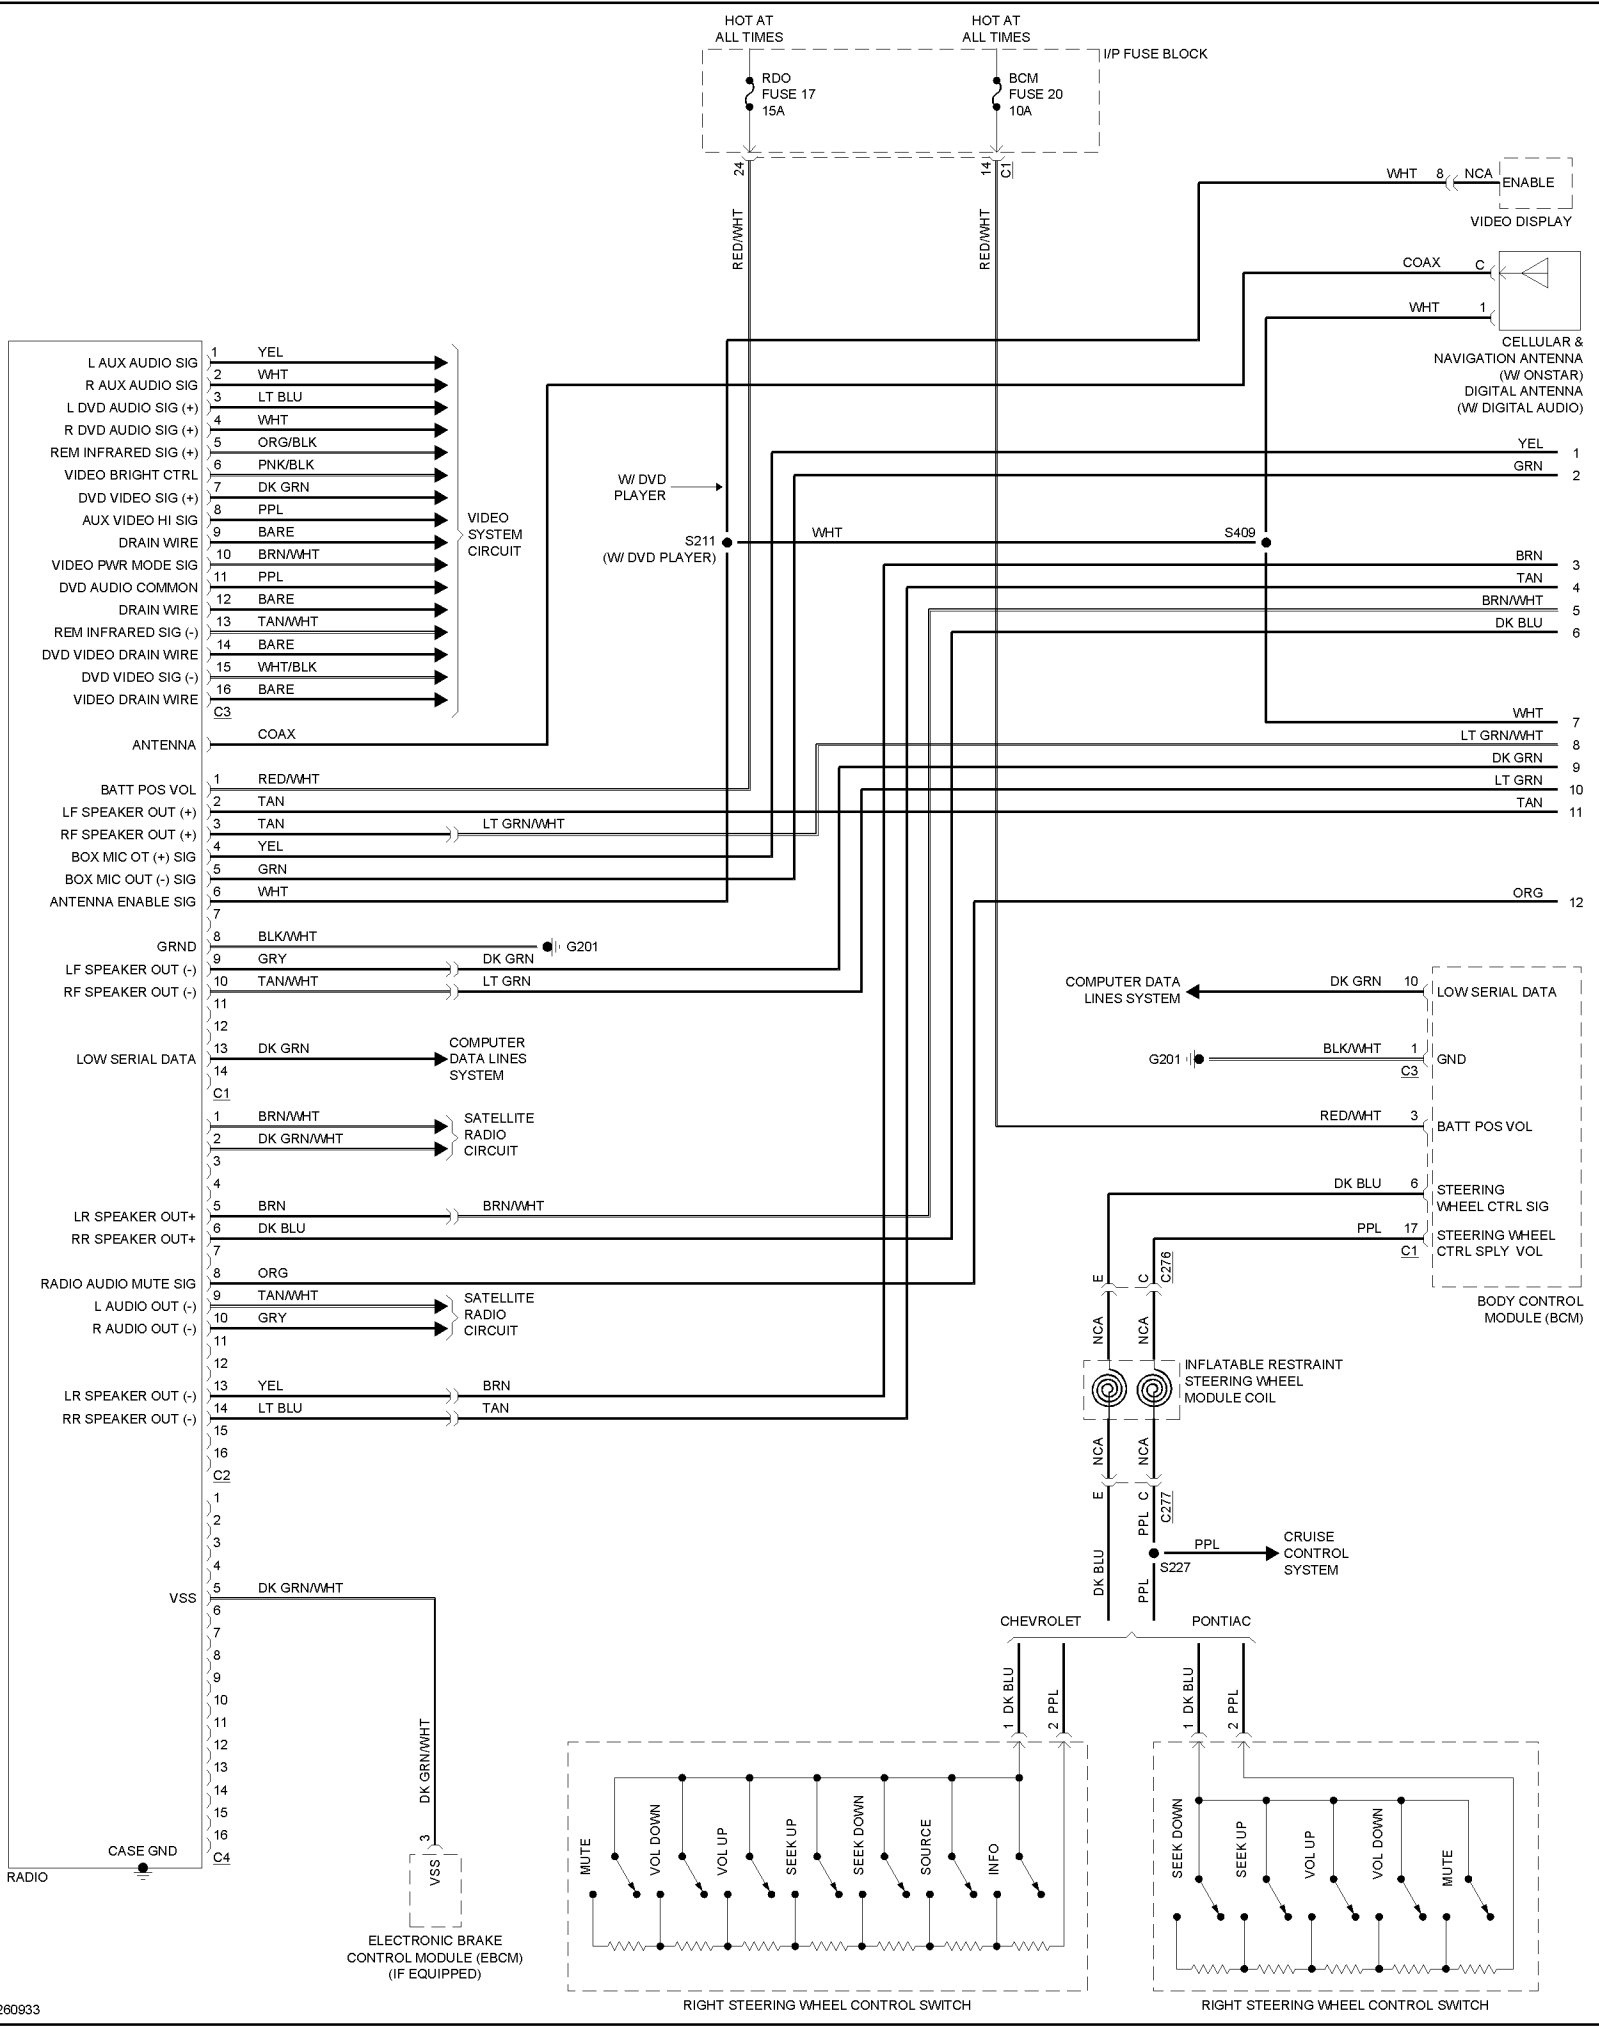 HOT AT
ALL TIMES
HOT AT
ALL TIMES
I/P FUSE BLOCK
RDO
FUSE 17
15A
BCM
FUSE 20
10A
24
14
C1
RED/WHT
RED/WHT
WHT 8 NCA ENABLE
VIDEO DISPLAY
COAX C
WHT 1
CELLULAR &
NAVIGATION ANTENNA
(W/ ONSTAR)
DIGITAL ANTENNA
(W/ DIGITAL AUDIO)
L AUX AUDIO SIG 1 YEL
R AUX AUDIO SIG 2 WHT
L DVD AUDIO SIG (+) 3 LT BLU
R DVD AUDIO SIG (+) 4 WHT
REM INFRARED SIG (+) 5 ORG/BLK
VIDEO BRIGHT CTRL 6 PNK/BLK
DVD VIDEO SIG (+) 7 DK GRN
AUX VIDEO HI SIG 8 PPL
DRAIN WIRE 9 BARE
VIDEO PWR MODE SIG 10 BRN/WHT
DVD AUDIO COMMON 11 PPL
DRAIN WIRE 12 BARE
REM INFRARED SIG (-) 13 TAN/WHT
DVD VIDEO DRAIN WIRE 14 BARE
DVD VIDEO SIG (-) 15 WHT/BLK
VIDEO DRAIN WIRE 16 BARE
C3
VIDEO
SYSTEM
CIRCUIT
W/ DVD
PLAYER
S211
(W/ DVD PLAYER)
WHT
S409
YEL 1
GRN 2
BRN 3
TAN 4
BRN/WHT 5
DK BLU 6
WHT 7
LT GRN/WHT 8
DK GRN 9
LT GRN 10
TAN 11
ORG 12
ANTENNA COAX
BATT POS VOL 1 RED/WHT
LF SPEAKER OUT (+) 2 TAN
RF SPEAKER OUT (+) 3 TAN LT GRN/WHT
BOX MIC OT (+) SIG 4 YEL
BOX MIC OUT (-) SIG 5 GRN
ANTENNA ENABLE SIG 6 WHT
7
GRND 8 BLK/WHT G201
LF SPEAKER OUT (-) 9 GRY DK GRN
RF SPEAKER OUT (-) 10 TAN/WHT LT GRN
11
12
LOW SERIAL DATA 13 DK GRN
14
C1
COMPUTER
DATA LINES
SYSTEM
1 BRN/WHT
2 DK GRN/WHT
SATELLITE
RADIO
CIRCUIT
3
4
LR SPEAKER OUT+ 5 BRN BRN/WHT
RR SPEAKER OUT+ 6 DK BLU
7
RADIO AUDIO MUTE SIG 8 ORG
L AUDIO OUT (-) 9 TAN/WHT
R AUDIO OUT (-) 10 GRY
SATELLITE
RADIO
CIRCUIT
11
12
LR SPEAKER OUT (-) 13 YEL BRN
RR SPEAKER OUT (-) 14 LT BLU TAN
15
16
C2
1
2
3
4
VSS 5 DK GRN/WHT
6
7
8
9
10
11
12
13
14
15
16
C4
CASE GND
RADIO
DK GRN/WHT
3
VSS
ELECTRONIC BRAKE
CONTROL MODULE (EBCM)
(IF EQUIPPED)
COMPUTER DATA
LINES SYSTEM
DK GRN 10 LOW SERIAL DATA
G201 BLK/WHT 1 GND
C3
RED/WHT 3 BATT POS VOL
DK BLU 6 STEERING
WHEEL CTRL SIG
PPL 17 STEERING WHEEL
C1 CTRL SPLY VOL
BODY CONTROL
MODULE (BCM)
E C C276
NCA NCA
INFLATABLE RESTRAINT
STEERING WHEEL
MODULE COIL
NCA NCA
E C C277
PPL
DK BLU
PPL
S227
PPL
CRUISE
CONTROL
SYSTEM
CHEVROLET PONTIAC
1 DK BLU
2 PPL
1 DK BLU
2 PPL
MUTE
VOL DOWN
VOL UP
SEEK UP
SEEK DOWN
SOURCE
INFO
RIGHT STEERING WHEEL CONTROL SWITCH
SEEK DOWN
SEEK UP
VOL UP
VOL DOWN
MUTE
RIGHT STEERING WHEEL CONTROL SWITCH
260933